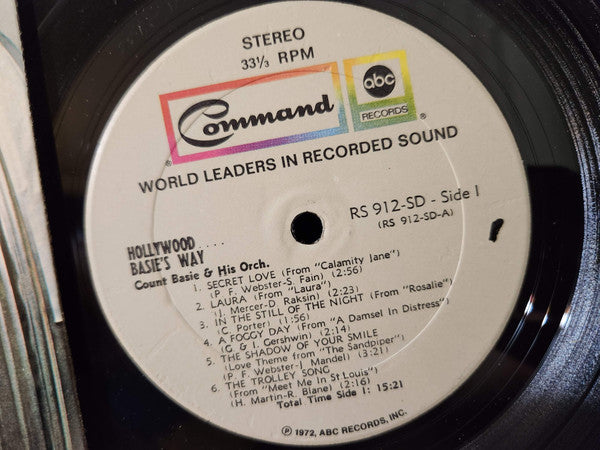 STEREO
33⅓ RPM
Command
abc
RECORDS
®
®
WORLD LEADERS IN RECORDED SOUND
RS 912-SD - Side 1
(RS 912-SD-A)
HOLLYWOOD ....
BASIE'S WAY
Count Basie & His Orch.
1. SECRET LOVE (From "Calamity Jane")
(P. F. Webster-S. Fain) (2:56)
2. LAURA (From "Laura")
(J. Mercer-D. Raksin) (2:23)
3. IN THE STILL OF THE NIGHT (From "Rosalie")
(C. Porter) (1:56)
4. A FOGGY DAY (From "A Damsel In Distress")
(G. & I. Gershwin) (2:14)
5. THE SHADOW OF YOUR SMILE
(Love Theme from "The Sandpiper")
(P. F. Webster-J. Mandel) (3:21)
6. THE TROLLEY SONG
(From "Meet Me In St Louis")
(H. Martin-R. Blane) (2:16)
Total Time Side 1: 15:21
℗ 1972, ABC RECORDS, INC.